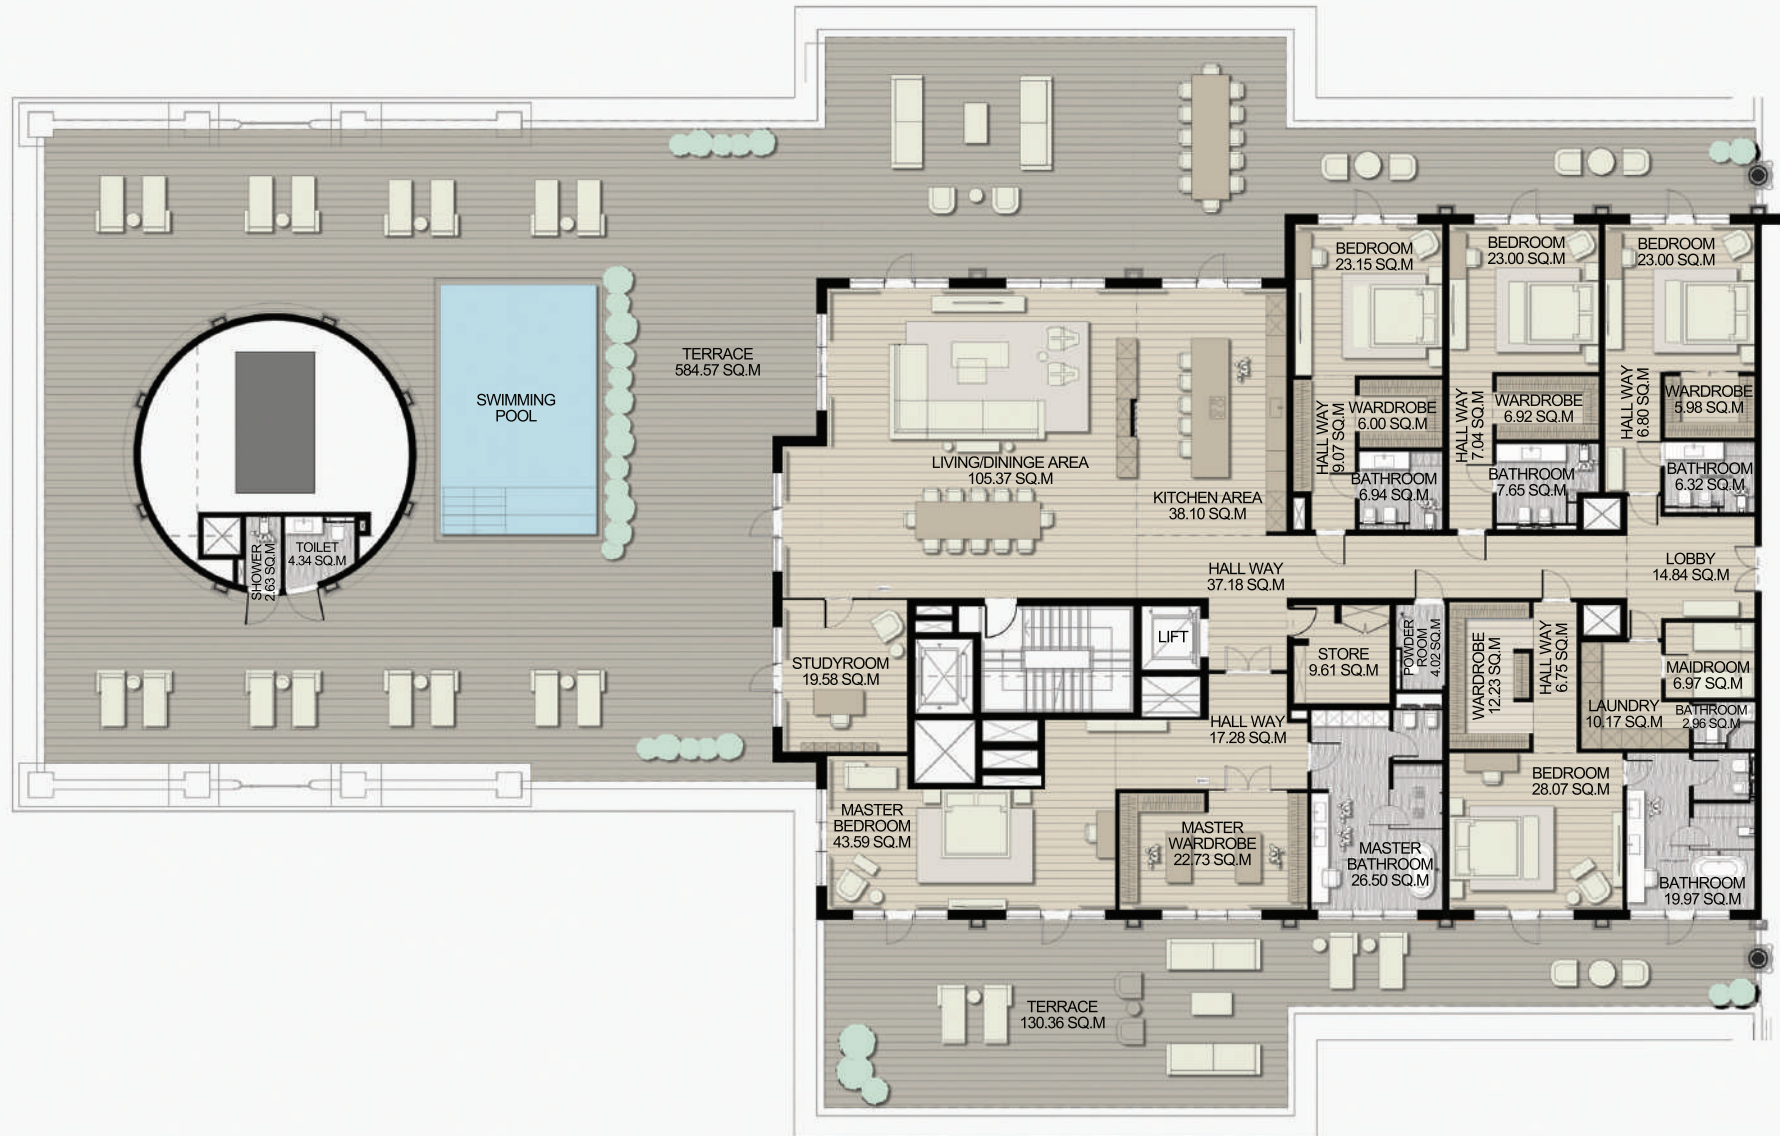 BEDROOM
23.15 SQ.M
BEDROOM
23.00 SQ.M
BEDROOM
23.00 SQ.M
TERRACE
584.57 SQ.M
SWIMMING
POOL
HALL WAY
9.07 SQ.M
WARDROBE
6.00 SQ.M
HALL WAY
7.04 SQ.M
WARDROBE
6.92 SQ.M
HALL WAY
6.80 SQ.M
WARDROBE
5.98 SQ.M
LIVING/DININGE AREA
105.37 SQ.M
KITCHEN AREA
38.10 SQ.M
BATHROOM
6.94 SQ.M
BATHROOM
7.65 SQ.M
BATHROOM
6.32 SQ.M
SHOWER
2.63 SQ.M
TOILET
4.34 SQ.M
HALL WAY
37.18 SQ.M
LOBBY
14.84 SQ.M
STUDYROOM
19.58 SQ.M
LIFT
STORE
9.61 SQ.M
POWDER
ROOM
4.02 SQ.M
WARDROBE
12.23 SQ.M
HALL WAY
6.75 SQ.M
MAIDROOM
6.97 SQ.M
LAUNDRY
10.17 SQ.M
BATHROOM
2.96 SQ.M
HALL WAY
17.28 SQ.M
MASTER
BEDROOM
43.59 SQ.M
MASTER
WARDROBE
22.73 SQ.M
MASTER
BATHROOM
26.50 SQ.M
BEDROOM
28.07 SQ.M
BATHROOM
19.97 SQ.M
TERRACE
130.36 SQ.M